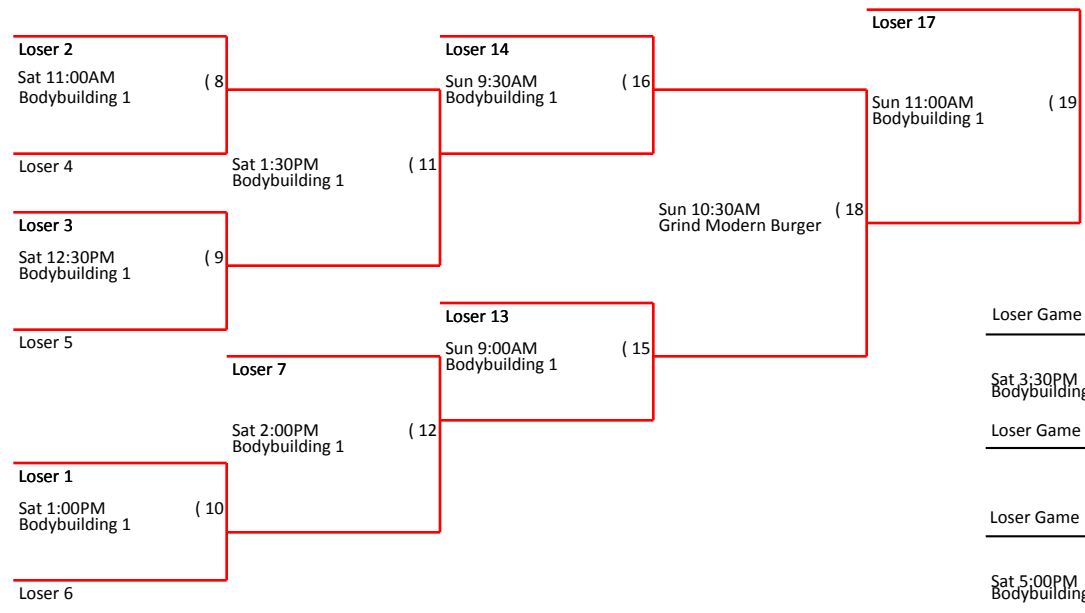 Loser 17
Loser 2
Loser 14
Sat 11:00AM
( 8
Bodybuilding 1
Sun 9:30AM
( 16
Bodybuilding 1
Sun 11:00AM
( 19
Bodybuilding 1
Loser 4
Sat 1:30PM
( 11
Bodybuilding 1
Loser 3
Sun 10:30AM
( 18
Grind Modern Burger
Sat 12:30PM
( 9
Bodybuilding 1
Loser 13
Loser Game
Loser 5
Sun 9:00AM
( 15
Bodybuilding 1
Loser 7
Sat 3:30PM
Bodybuilding
Sat 2:00PM
( 12
Bodybuilding 1
Loser Game
Loser 1
Sat 1:00PM
( 10
Bodybuilding 1
Loser Game
Sat 5:00PM
Bodybuilding
Loser 6